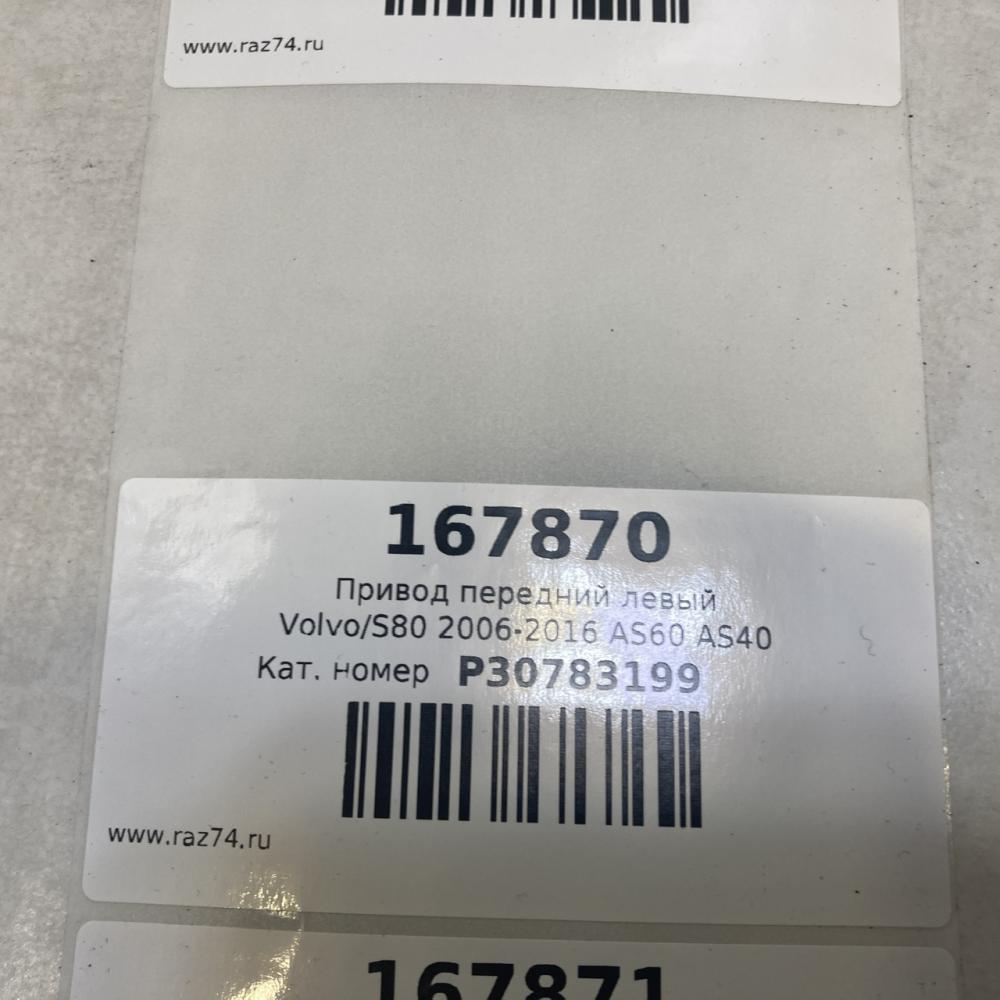 www.raz74.ru
167870
Привод передний левый
Volvo/S80 2006-2016 AS60 AS40
Кат. номер P30783199
www.raz74.ru
167871